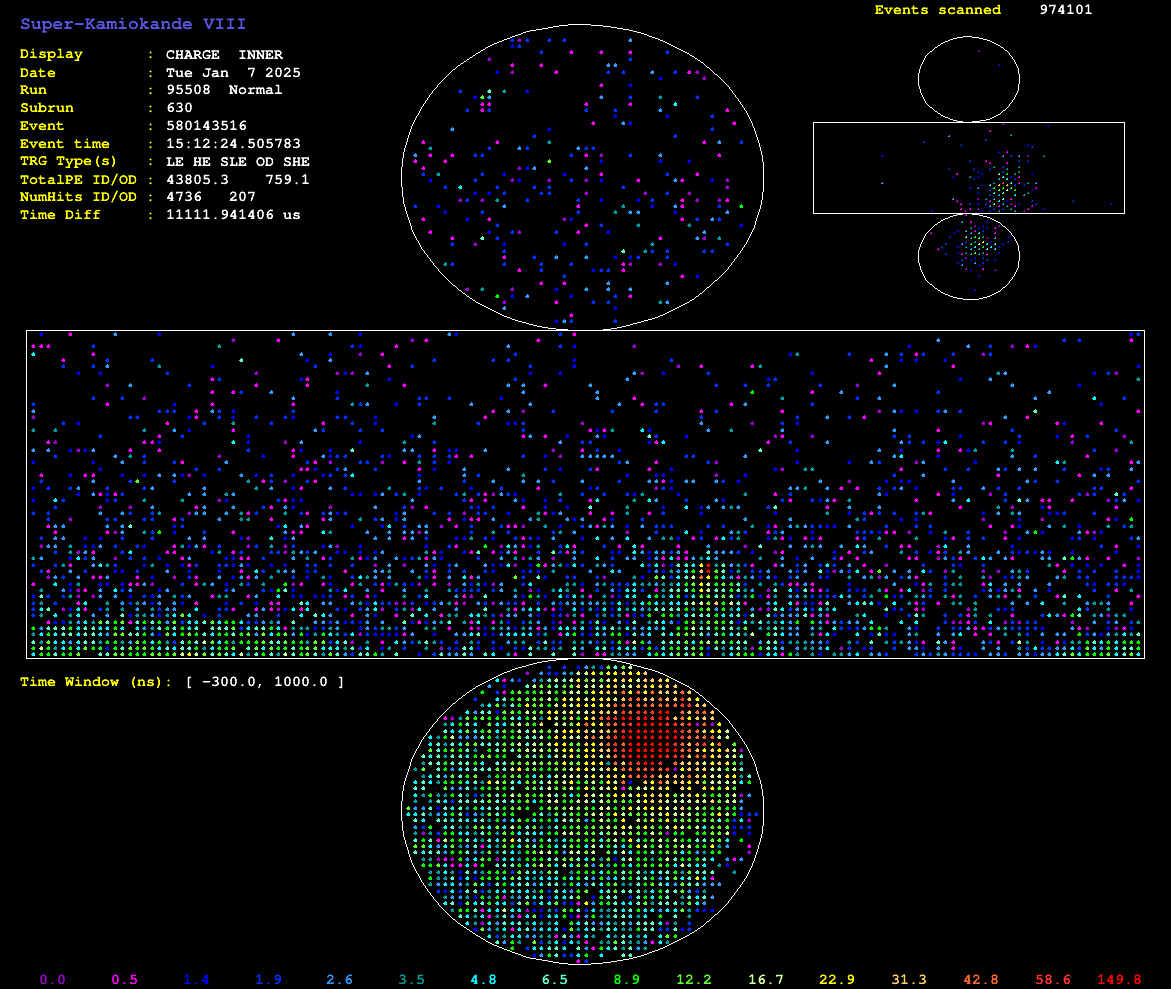 Super-Kamiokande VIII
Events scanned 974101
Display : CHARGE INNER
Date : Tue Jan 7 2025
Run : 95508 Normal
Subrun : 630
Event : 580143516
Event time : 15:12:24.505783
TRG Type(s) : LE HE SLE OD SHE
TotalPE ID/OD : 43805.3 759.1
NumHits ID/OD : 4736 207
Time Diff : 11111.941406 us
Time Window (ns): [ -300.0, 1000.0 ]
0.0 0.5 1.4 1.9 2.6 3.5 4.8 6.5 8.9 12.2 16.7 22.9 31.3 42.8 58.6 149.8